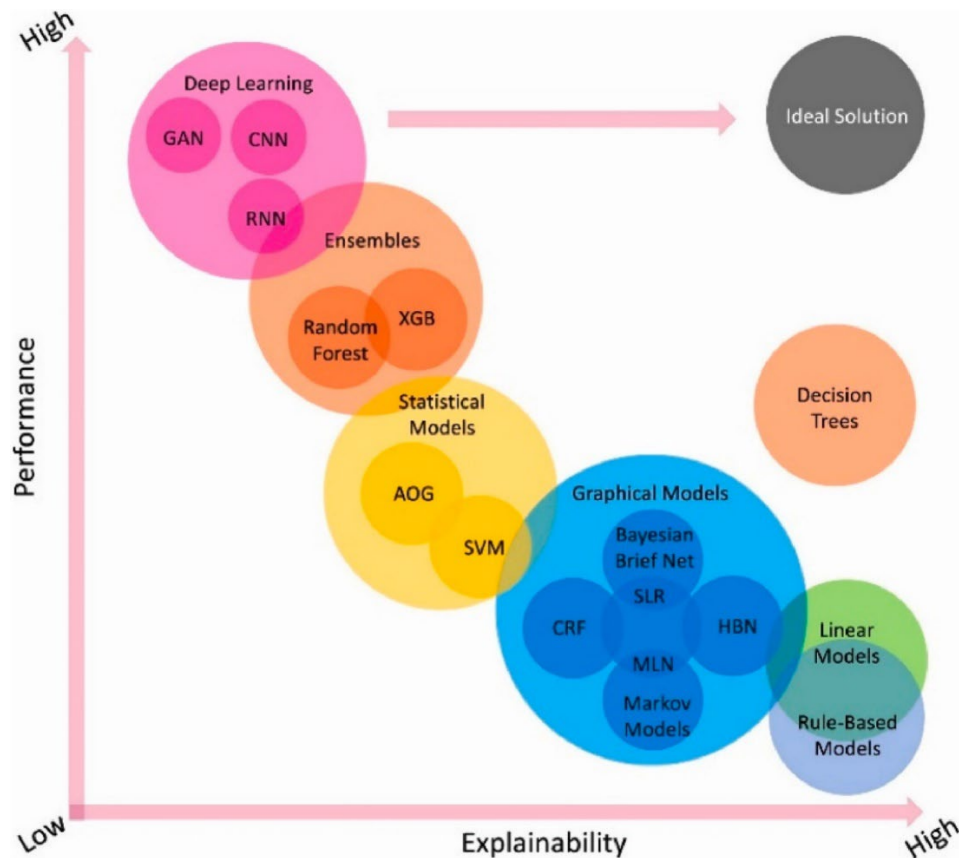 High
Deep Learning
GAN
CNN
RNN
Ideal Solution
Ensembles
Random
Forest
XGB
Decision
Trees
Statistical
Models
AOG
SVM
Graphical Models
Bayesian
Brief Net
SLR
CRF
HBN
MLN
Markov
Models
Linear
Models
Rule-Based
Models
Performance
Low
Explainability
High